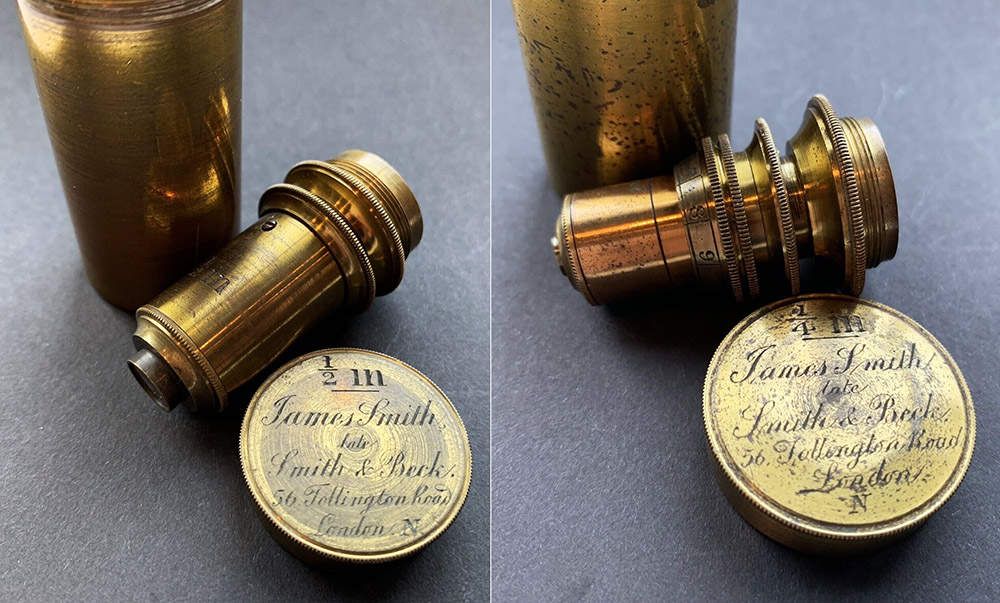 1/2 in
James Smith,
late
Smith & Beck.
56 Tollington Road
London. N
1/4 in
James Smith,
late
Smith & Beck,
56, Tollington Road
London.
N
9